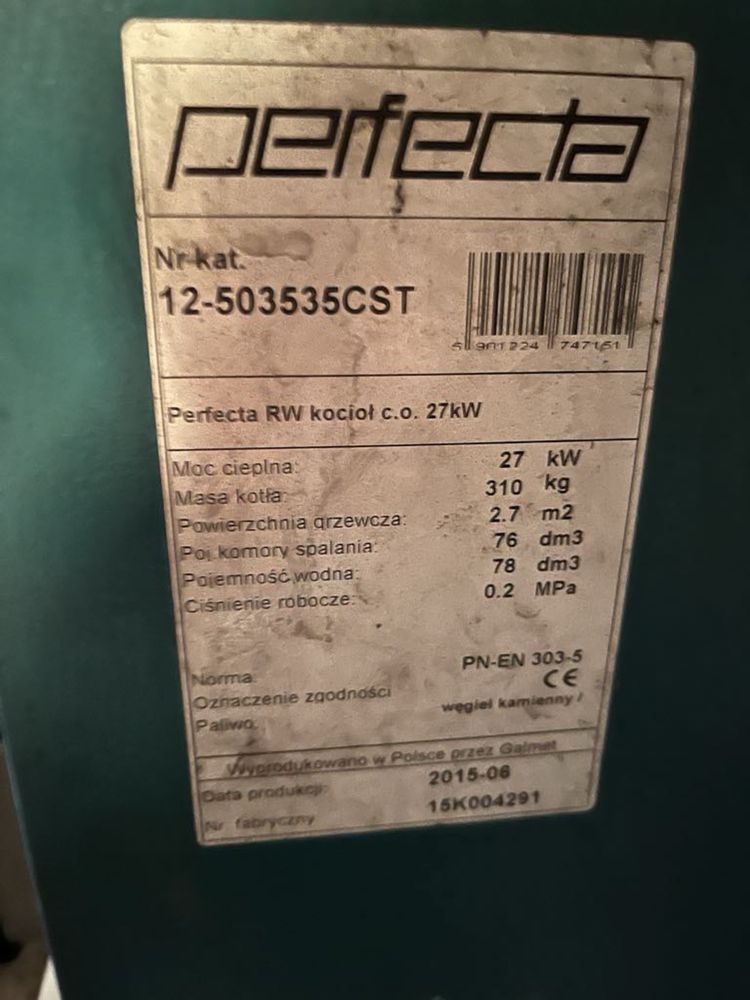 perfecta
Nr kat.
12-503535CST
5 901224 747151
Perfecta RW kocioł c.o. 27kW
Moc cieplna: 27 kW
Masa kotła: 310 kg
Powierzchnia grzewcza: 2.7 m2
Poj komory spalania: 76 dm3
Pojemność wodna: 78 dm3
Ciśnienie robocze: 0.2 MPa
Norma: PN-EN 303-5
Oznaczenie zgodności CE
Paliwo: węgiel kamienny /
Wyprodukowano w Polsce przez Galmet
Data produkcji: 2015-06
Nr fabryczny 15K004291